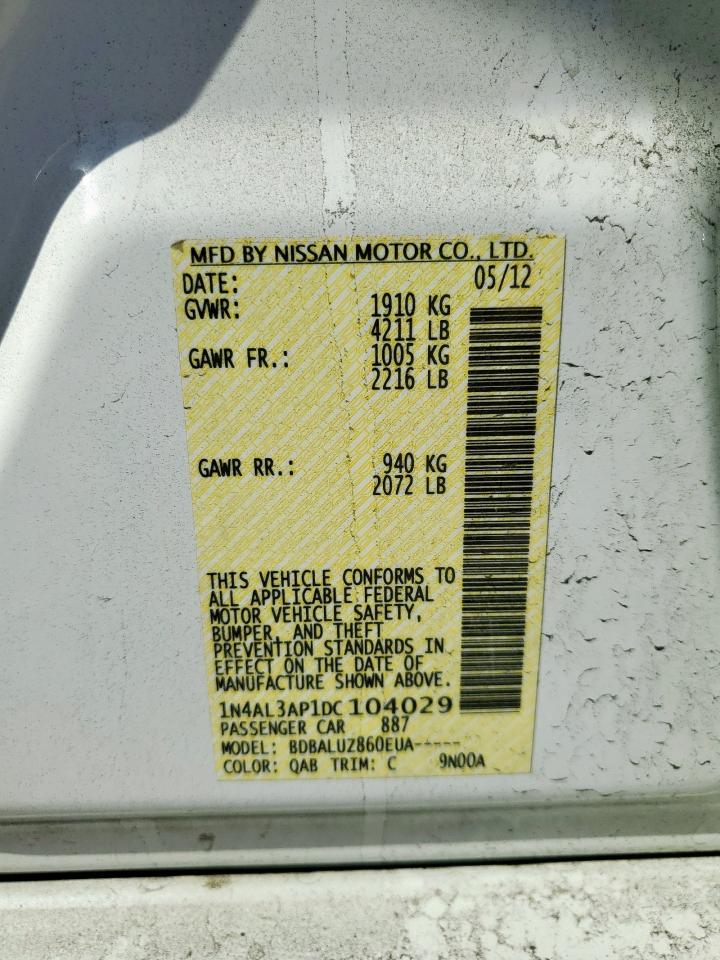 MFD BY NISSAN MOTOR CO., LTD.
DATE: 05/12
GVWR: 1910 KG
4211 LB
GAWR FR.: 1005 KG
2216 LB
GAWR RR.: 940 KG
2072 LB
THIS VEHICLE CONFORMS TO
ALL APPLICABLE FEDERAL
MOTOR VEHICLE SAFETY,
BUMPER, AND THEFT
PREVENTION STANDARDS IN
EFFECT ON THE DATE OF
MANUFACTURE SHOWN ABOVE.
1N4AL3AP1DC104029
PASSENGER CAR 887
MODEL: BDBALUZ860EUA-----
COLOR: QAB TRIM: C 9N00A